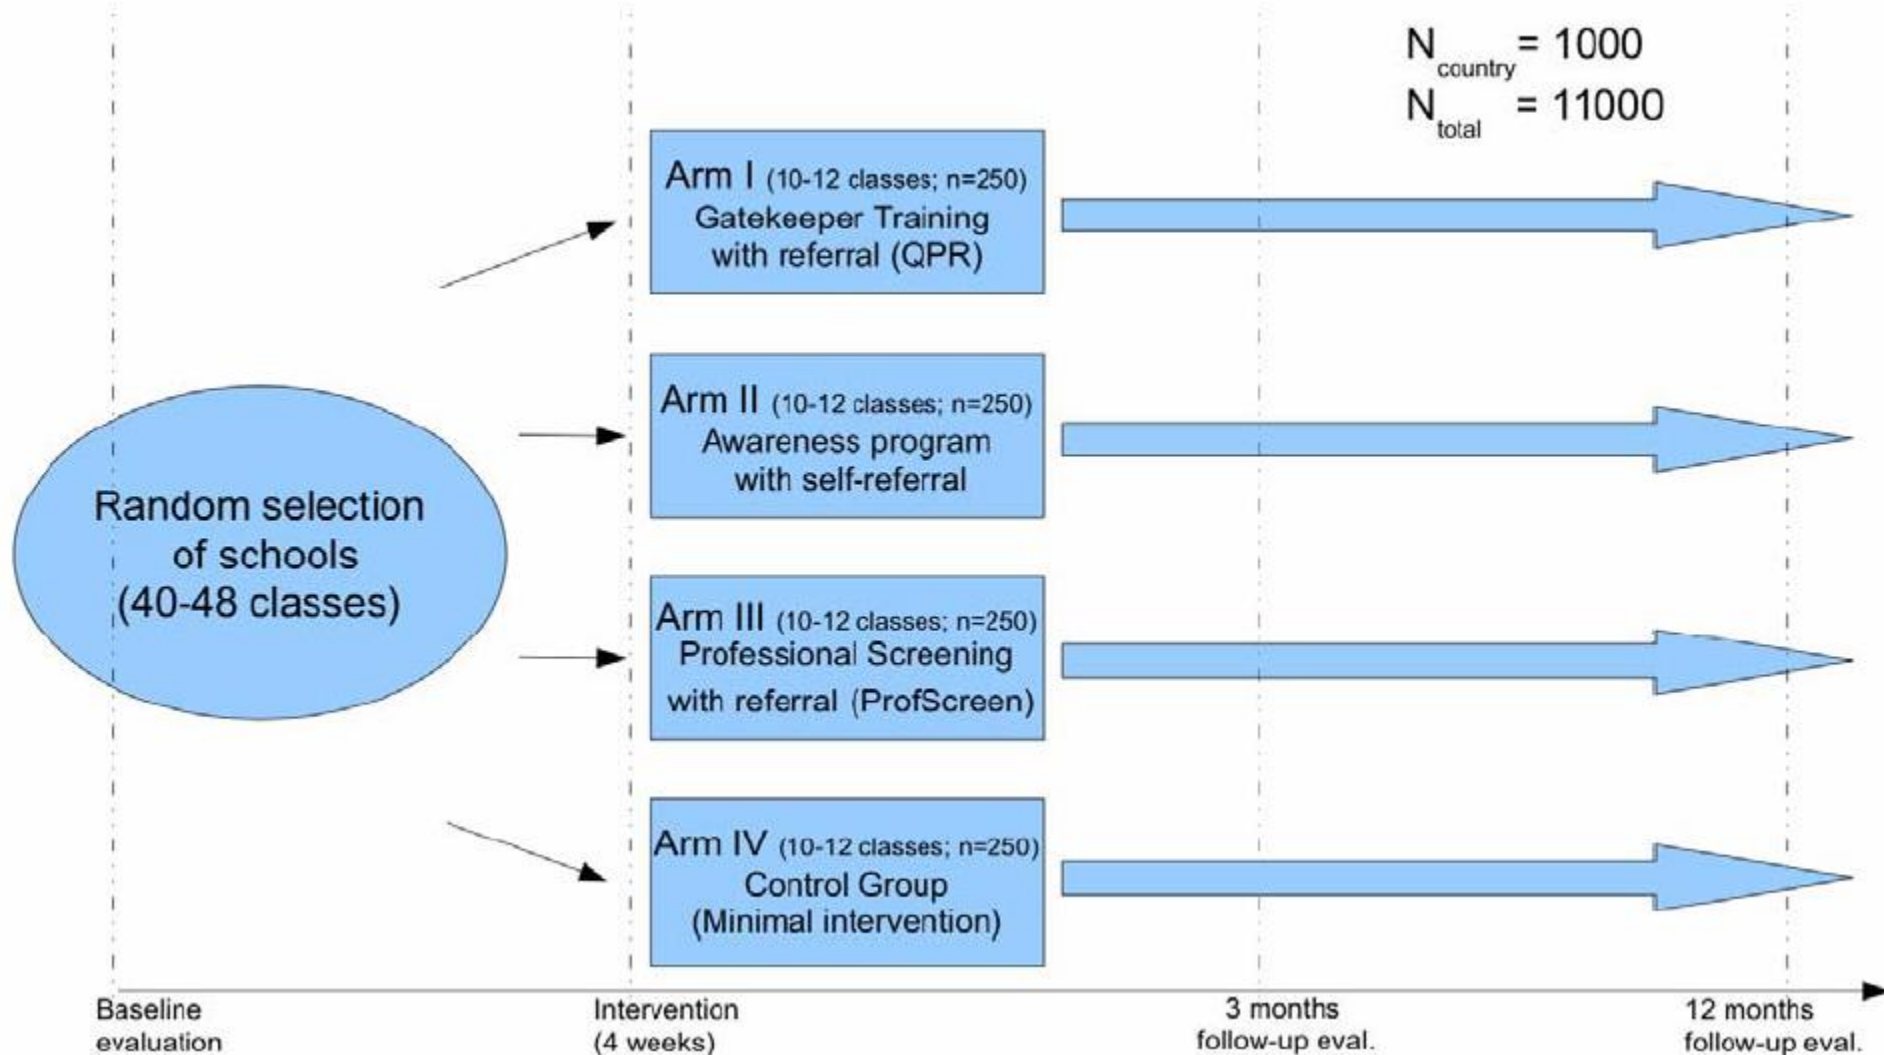 N country = 1000
N total = 11000
Arm I (10-12 classes; n=250)
Gatekeeper Training
with referral (QPR)
Arm II (10-12 classes; n=250)
Awareness program
with self-referral
Random selection
of schools
(40-48 classes)
Arm III (10-12 classes; n=250)
Professional Screening
with referral (ProfScreen)
Arm IV (10-12 classes; n=250)
Control Group
(Minimal intervention)
Baseline
evaluation
Intervention
(4 weeks)
3 months
follow-up eval.
12 months
follow-up eval.